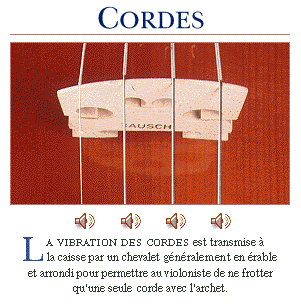 CORDES
BAUSCH
LA VIBRATION DES CORDES est transmise à
la caisse par un chevalet généralement en érable
et arrondi pour permettre au violoniste de ne frotter
qu'une seule corde avec l'archet.